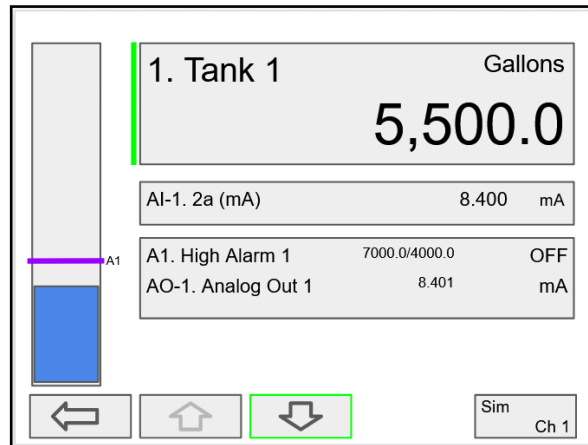 1. Tank 1 Gallons
5,500.0
AI-1. 2a (mA) 8.400 mA
A1
A1. High Alarm 1 7000.0/4000.0 OFF
AO-1. Analog Out 1 8.401 mA
Sim
Ch 1